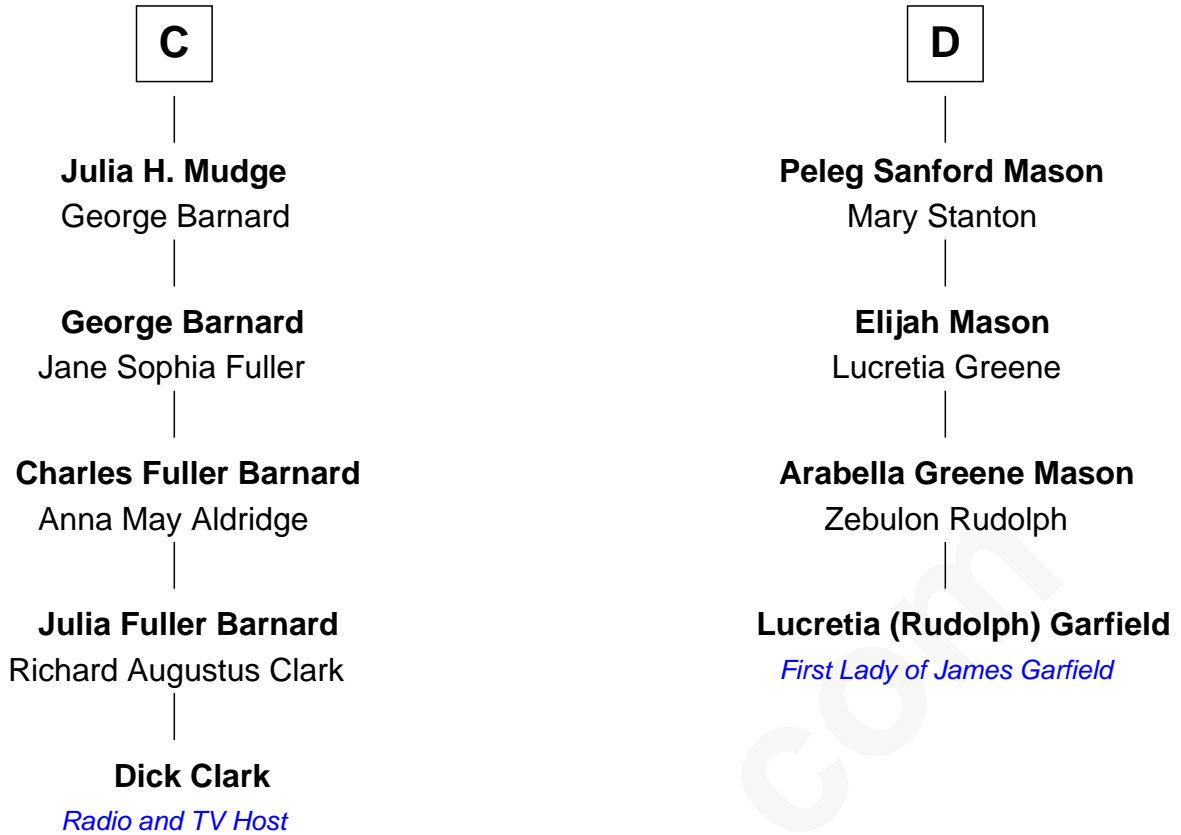 C
Julia H. Mudge
George Barnard
George Barnard
Jane Sophia Fuller
Charles Fuller Barnard
Anna May Aldridge
Julia Fuller Barnard
Richard Augustus Clark
Dick Clark
Radio and TV Host
D
Peleg Sanford Mason
Mary Stanton
Elijah Mason
Lucretia Greene
Arabella Greene Mason
Zebulon Rudolph
Lucretia (Rudolph) Garfield
First Lady of James Garfield
com